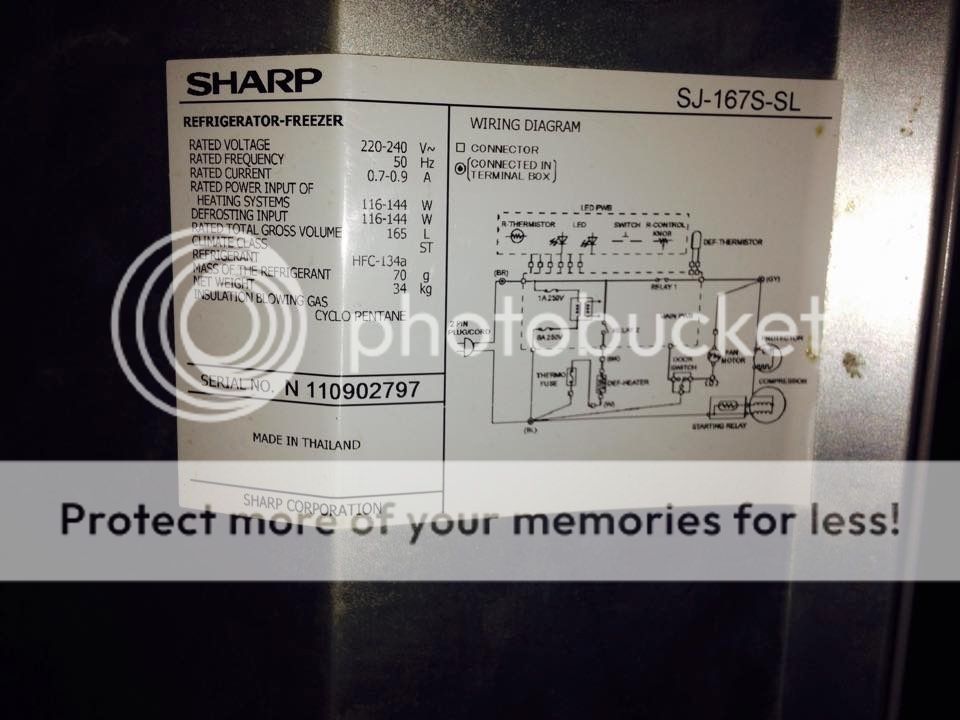 SHARP
SJ-167S-SL
REFRIGERATOR-FREEZER
RATED VOLTAGE 220-240 V~
RATED FREQUENCY 50 Hz
RATED CURRENT 0.7-0.9 A
RATED POWER INPUT OF
HEATING SYSTEMS 116-144 W
DEFROSTING INPUT 116-144 W
RATED TOTAL GROSS VOLUME 165 L
CLIMATE CLASS ST
REFRIGERANT HFC-134a
MASS OF THE REFRIGERANT 70 g
NET WEIGHT 34 kg
INSULATION BLOWING GAS
CYCLO PENTANE
SERIAL NO. N 110902797
MADE IN THAILAND
SHARP CORPORATION
WIRING DIAGRAM
CONNECTOR
(CONNECTED IN
TERMINAL BOX)
LED PWB
R-THERMISTOR LED SWITCH R-CONTROL
KNOB
DEF-THERMISTOR
(BR)
(GY)
RELAY 1
1A 250V
MAIN PWB
2 PIN
PLUG/CORD
8A 250V
RELAY 2
THERMO
FUSE
DEF-HEATER
DOOR
SWITCH
FAN
MOTOR
PROTECTOR
COMPRESSOR
(BL)
STARTING RELAY
photobucket
Protect more of your memories for less!